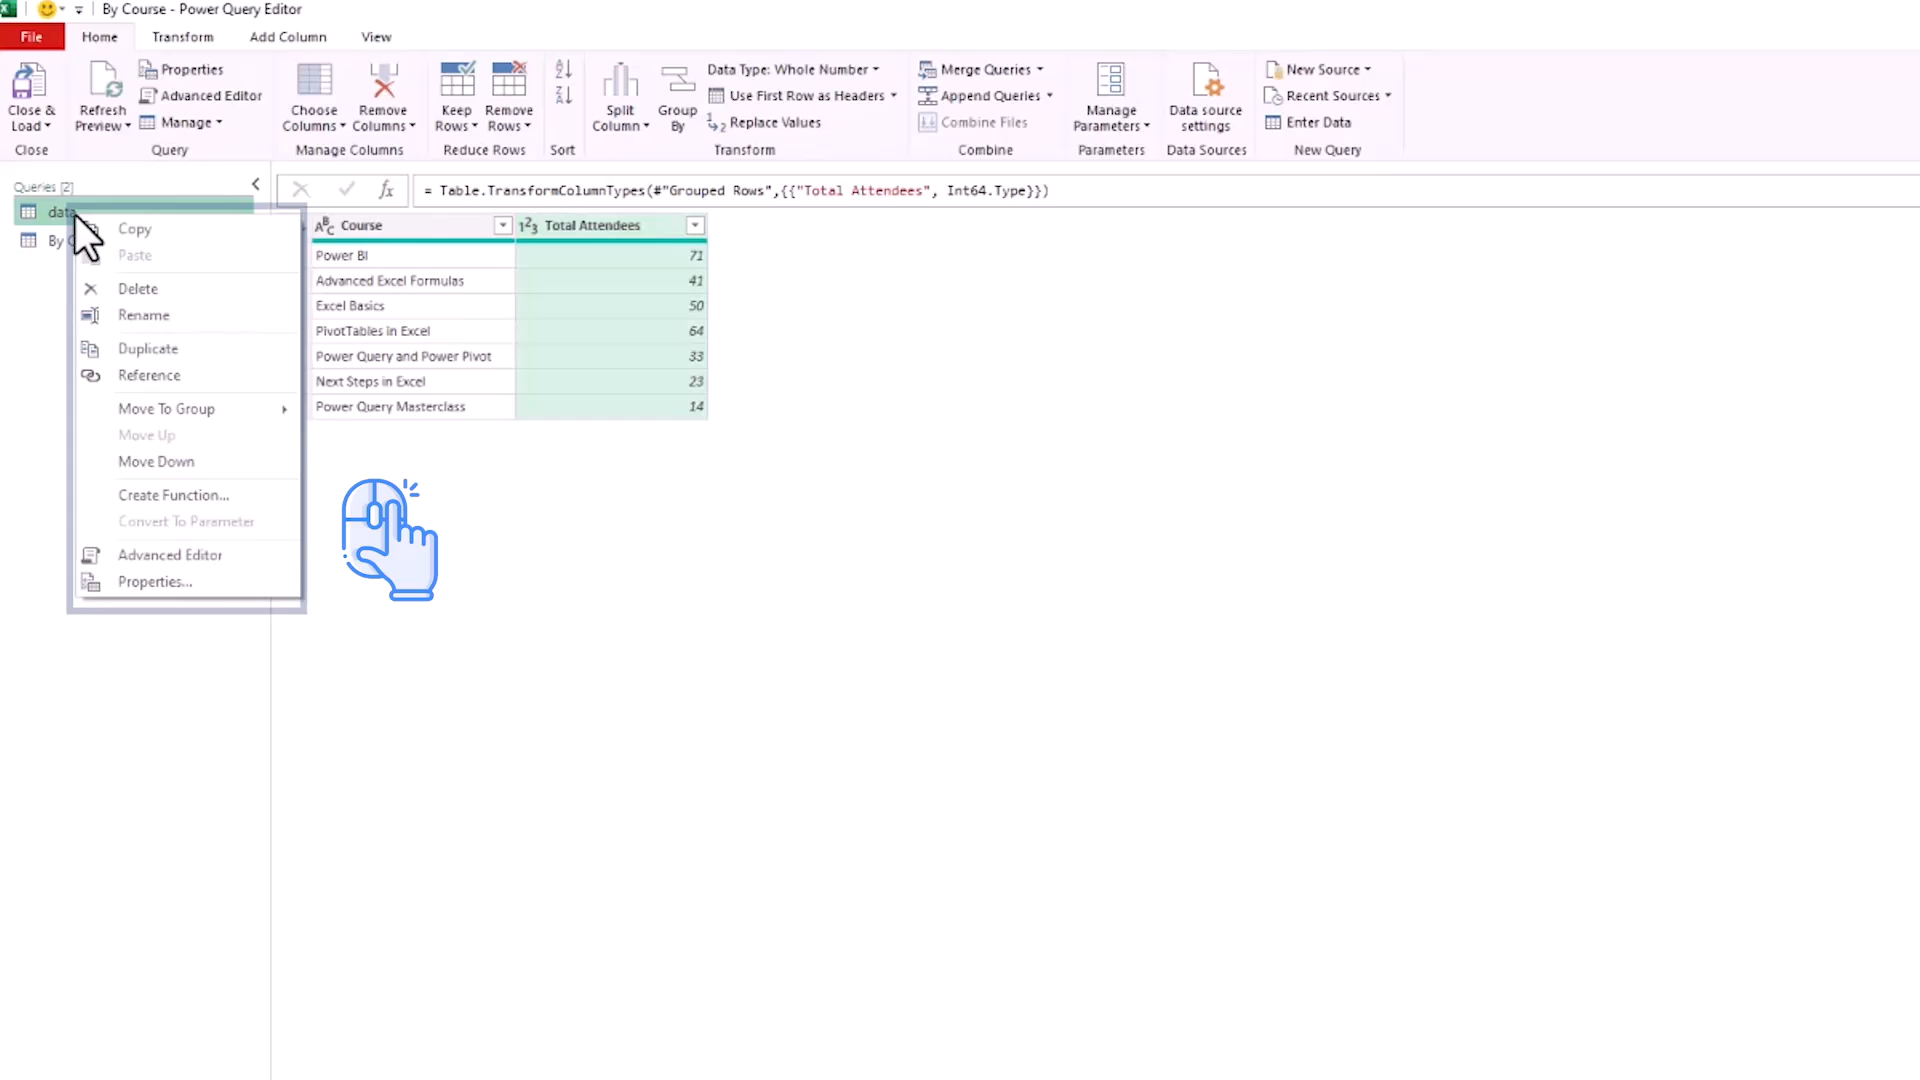 By Course - Power Query Editor
File Home Transform Add Column View
Close & Load
Refresh Preview
Properties
Advanced Editor
Manage
Choose Columns
Remove Columns
Keep Rows
Remove Rows
Split Column
Group By
Data Type: Whole Number
Use First Row as Headers
Replace Values
Merge Queries
Append Queries
Combine Files
Manage Parameters
Data source settings
New Source
Recent Sources
Enter Data
Close Query Manage Columns Reduce Rows Sort Transform Combine Parameters Data Sources New Query
Queries [2]
fx = Table.TransformColumnTypes(#"Grouped Rows",{{"Total Attendees", Int64.Type}})
data
By
Copy
Paste
Delete
Rename
Duplicate
Reference
Move To Group
Move Up
Move Down
Create Function...
Convert To Parameter
Advanced Editor
Properties...
ABC Course 123 Total Attendees
Power BI 71
Advanced Excel Formulas 41
Excel Basics 50
PivotTables in Excel 64
Power Query and Power Pivot 33
Next Steps in Excel 23
Power Query Masterclass 14